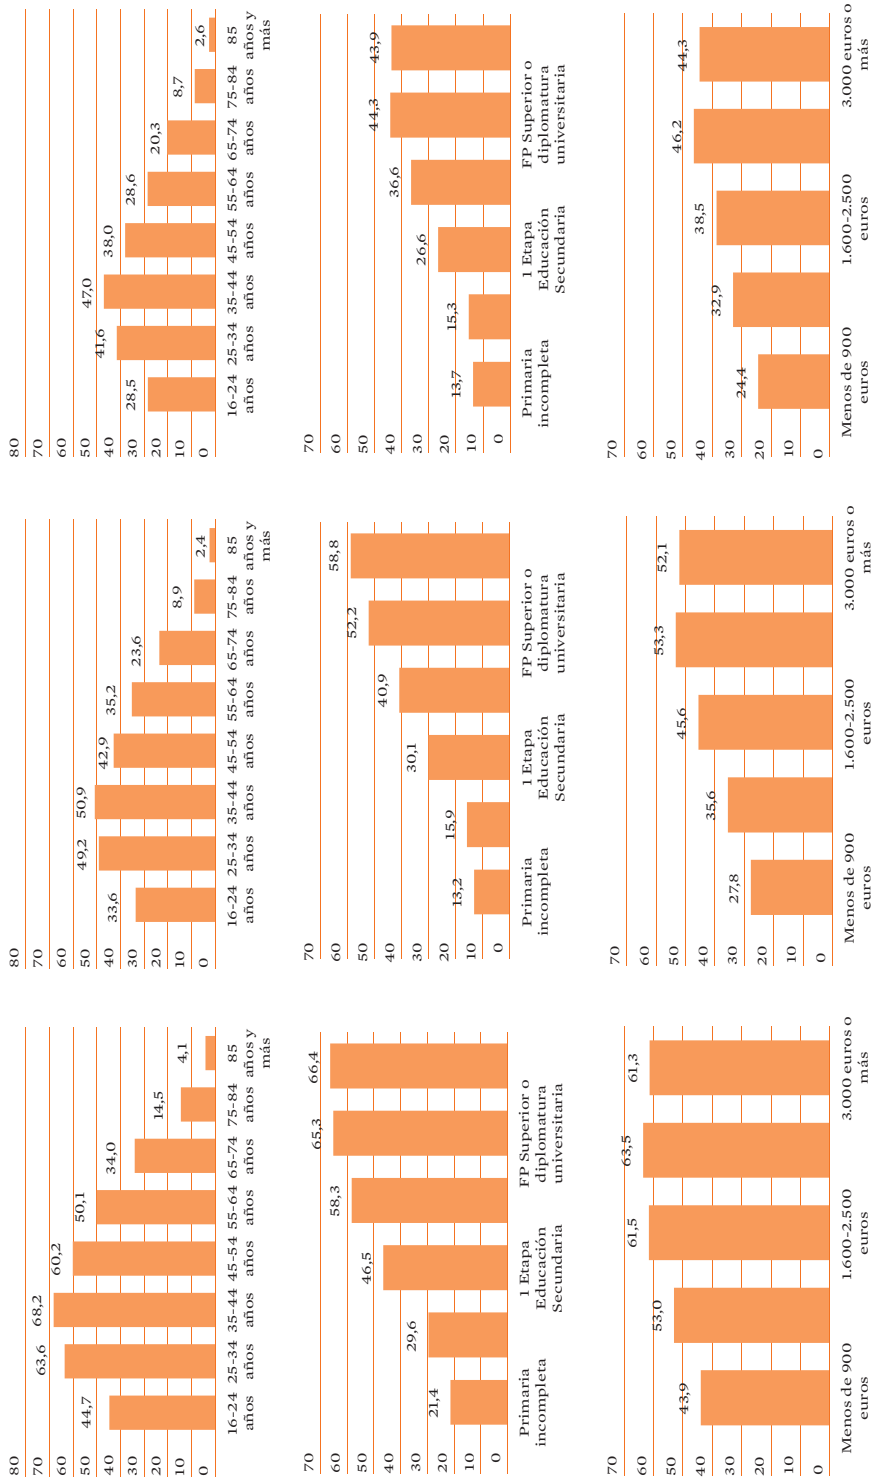 80
70
60
50
40
30
20
10
0
44,7
63,6
68,2
60,2
50,1
34,0
14,5
4,1
16-24
años
25-34
años
35-44
años
45-54
años
55-64
años
65-74
años
75-84
años
85
años y
más
80
70
60
50
40
30
20
10
0
33,6
49,2
50,9
42,9
35,2
23,6
8,9
2,4
16-24
años
25-34
años
35-44
años
45-54
años
55-64
años
65-74
años
75-84
años
85
años y
más
80
70
60
50
40
30
20
10
0
28,5
41,6
47,0
38,0
28,6
20,3
8,7
2,6
16-24
años
25-34
años
35-44
años
45-54
años
55-64
años
65-74
años
75-84
años
85
años y
más
70
60
50
40
30
20
10
0
21,4
29,6
46,5
58,3
65,3
66,4
Primaria
incompleta
1 Etapa
Educación
Secundaria
FP Superior o
diplomatura
universitaria
70
60
50
40
30
20
10
0
13,2
15,9
30,1
40,9
52,2
58,8
Primaria
incompleta
1 Etapa
Educación
Secundaria
FP Superior o
diplomatura
universitaria
70
60
50
40
30
20
10
0
13,7
15,3
26,6
36,6
44,3
43,9
Primaria
incompleta
1 Etapa
Educación
Secundaria
FP Superior o
diplomatura
universitaria
70
60
50
40
30
20
10
0
43,9
53,0
61,5
63,5
61,3
Menos de 900
euros
1.600-2.500
euros
3.000 euros o
más
70
60
50
40
30
20
10
0
27,8
35,6
45,6
53,3
52,1
Menos de 900
euros
1.600-2.500
euros
3.000 euros o
más
70
60
50
40
30
20
10
0
24,4
32,9
38,5
46,2
44,3
Menos de 900
euros
1.600-2.500
euros
3.000 euros o
más